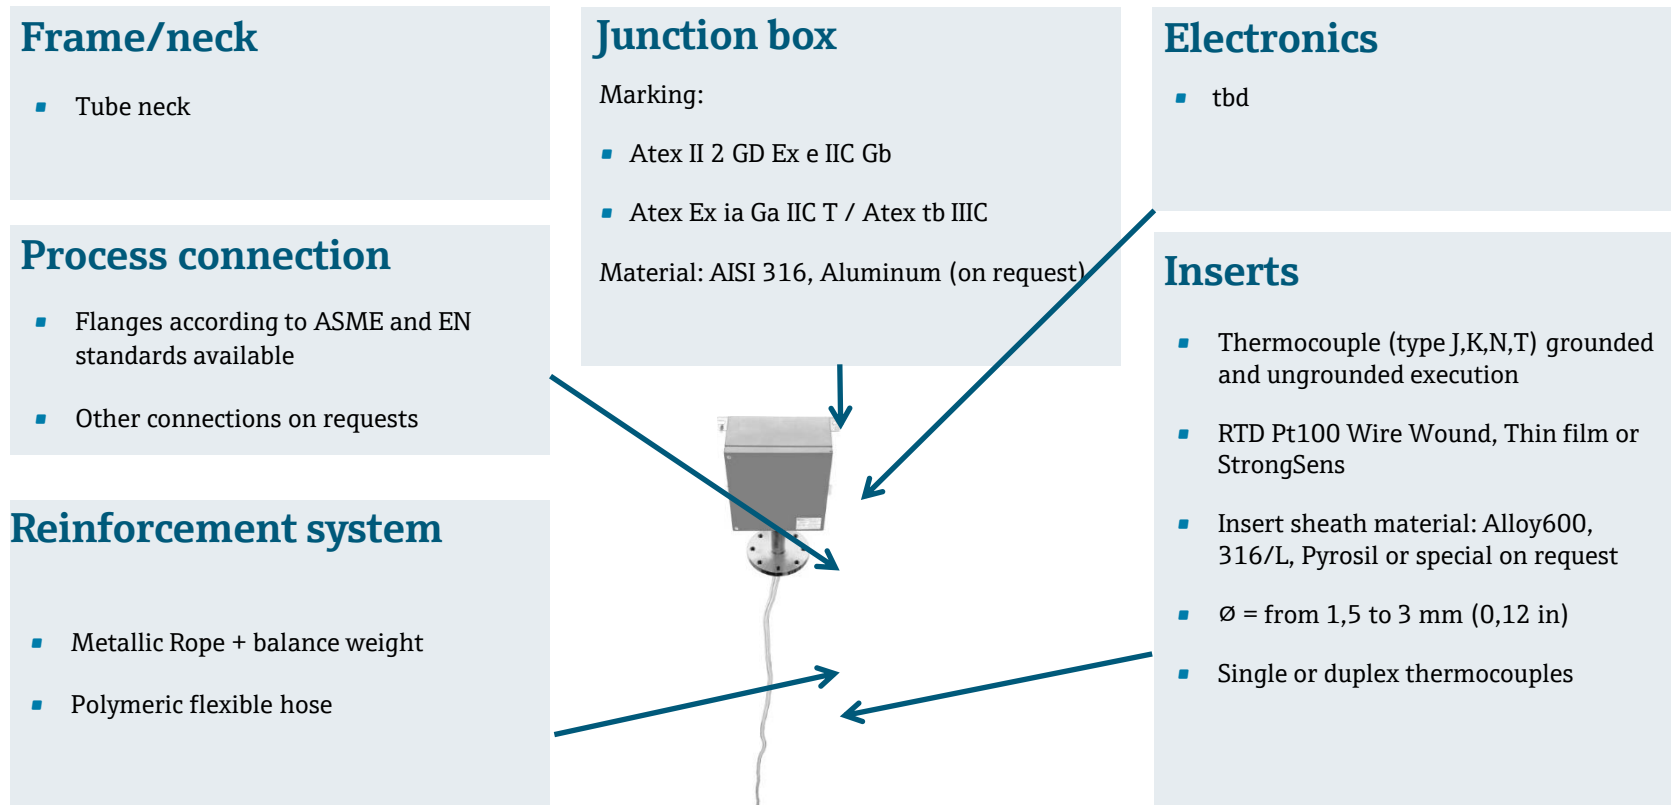 Frame/neck
Tube neck
Process connection
Flanges according to ASME and EN
standards available
Other connections on requests
Reinforcement system
Metallic Rope + balance weight
Polymeric flexible hose
Junction box
Marking:
Atex II 2 GD Ex e IIC Gb
Atex Ex ia Ga IIC T / Atex tb IIIC
Material: AISI 316, Aluminum (on request)
Electronics
tbd
Inserts
Thermocouple (type J,K,N,T) grounded
and ungrounded execution
RTD Pt100 Wire Wound, Thin film or
StrongSens
Insert sheath material: Alloy600,
316/L, Pyrosil or special on request
Ø = from 1,5 to 3 mm (0,12 in)
Single or duplex thermocouples